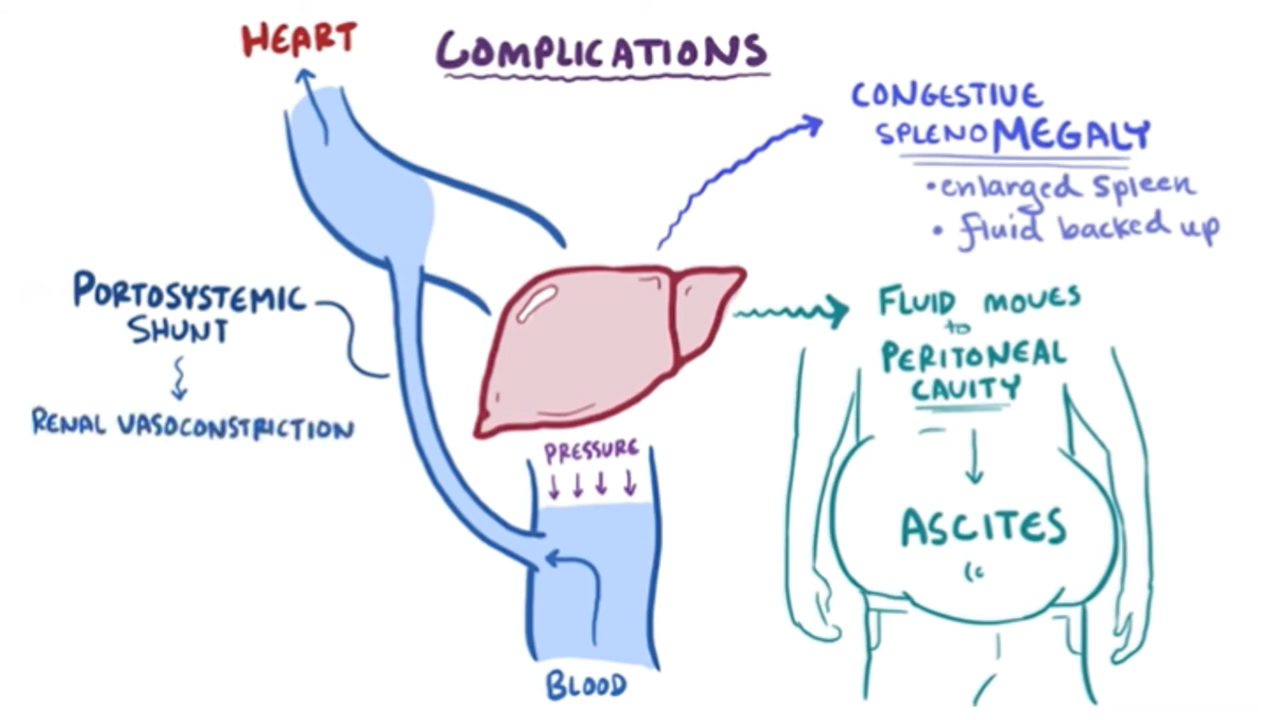 HEART
COMPLICATIONS
CONGESTIVE
SPLENOMEGALY
• enlarged spleen
• fluid backed up
PORTOSYSTEMIC
SHUNT
RENAL VASOCONSTRICTION
FLUID MOVES
to
PERITONEAL
CAVITY
PRESSURE
ASCITES
BLOOD